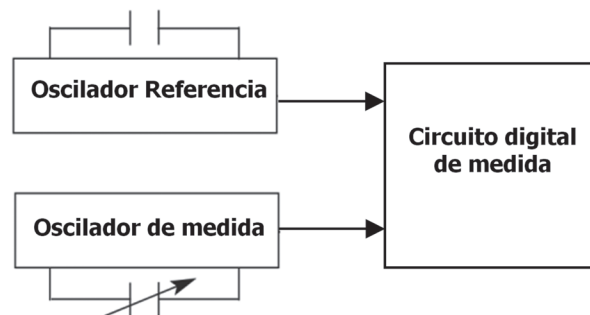 Oscilador Referencia
Circuito digital
de medida
Oscilador de medida